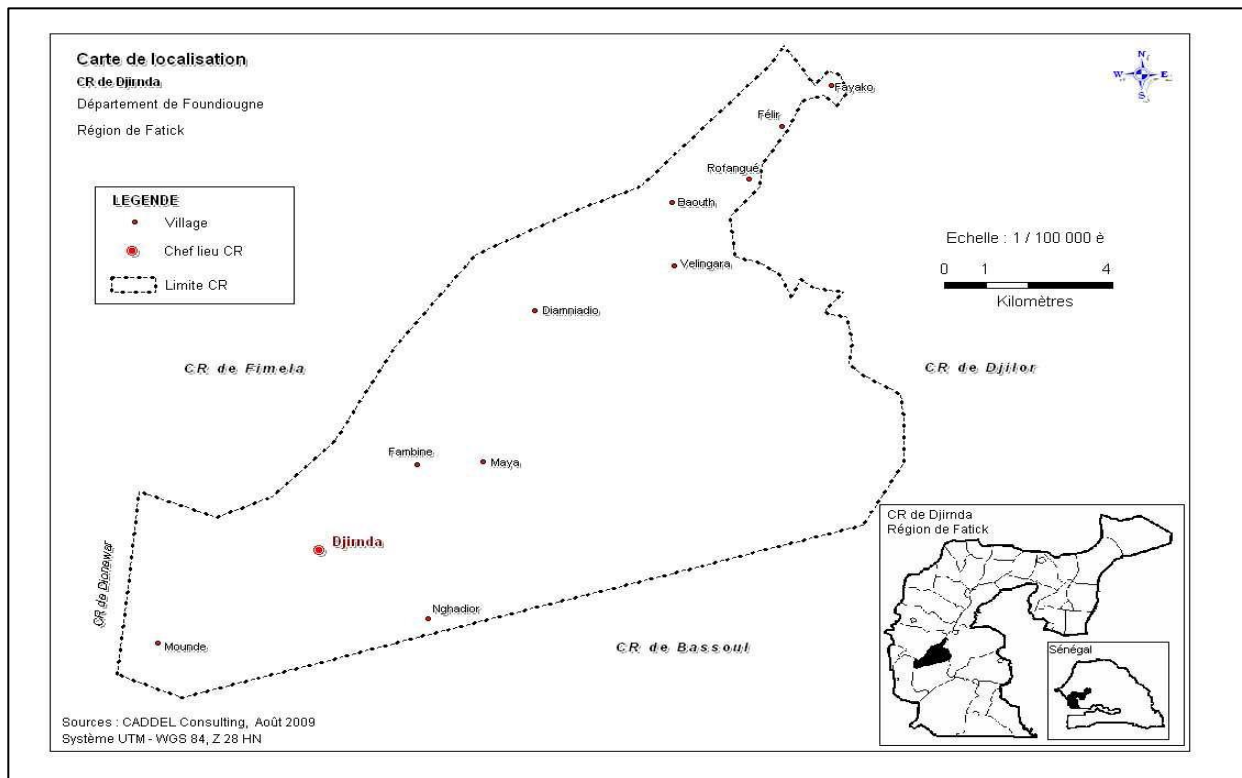 Carte de localisation
CR de Djirnda
Département de Foundiougne
Région de Fatick
N
W E
S
Fayako
Félir
Rofangué
Baouth
LEGENDE
Village
Chef lieu CR
Limite CR
Echelle : 1 / 100 000 è
0 1 4
Kilomètres
Velingara
Diamniadio
CR de Fimela
CR de Djilor
Fambine
Maya
Djirnda
CR de Dionewar
Nghadior
Mounde
CR de Bassoul
CR de Djirnda
Région de Fatick
Sénégal
Sources : CADDEL Consulting, Août 2009
Système UTM - WGS 84, Z 28 HN